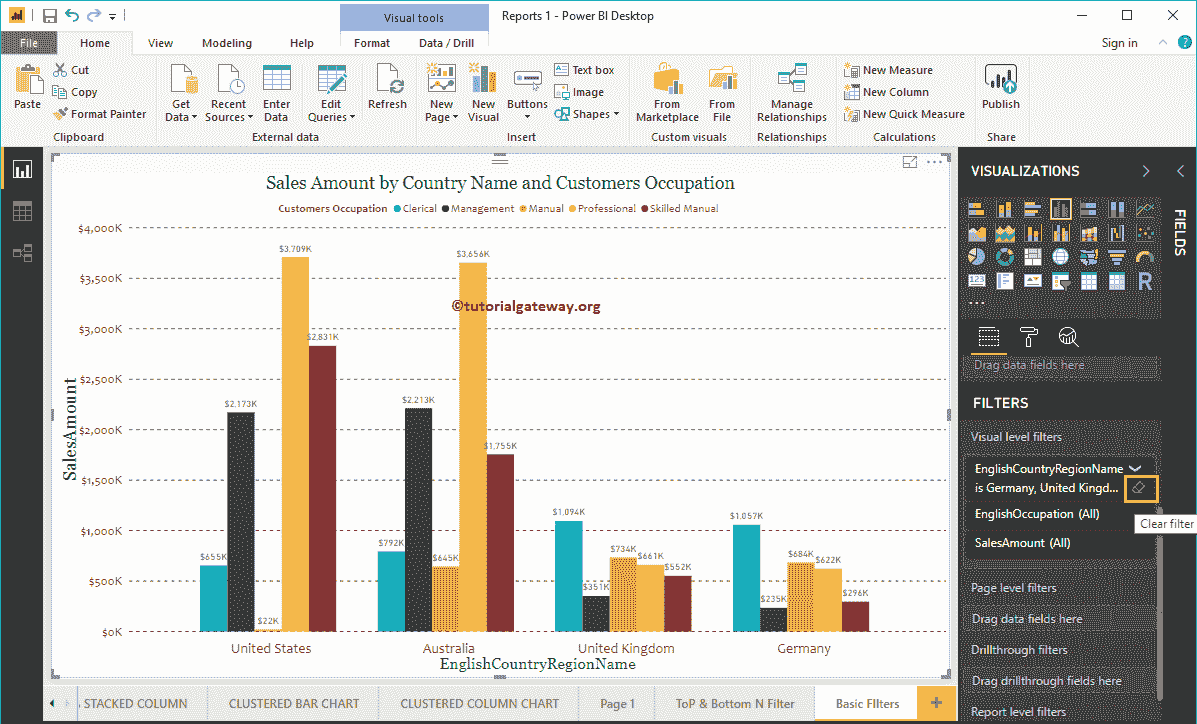 Visual tools
Reports 1 - Power BI Desktop
File Home View Modeling Help Format Data / Drill Sign in ?
Paste
Cut
Copy
Format Painter
Clipboard
Get Data
Recent Sources
Enter Data
Edit Queries
External data
Refresh
New Page
New Visual
Buttons
Text box
Image
Shapes
Insert
From Marketplace
From File
Custom visuals
Manage Relationships
Relationships
New Measure
New Column
New Quick Measure
Calculations
Publish
Share
Sales Amount by Country Name and Customers Occupation
Customers Occupation Clerical Management Manual Professional Skilled Manual
SalesAmount
$4,000K
$3,500K
$3,000K
$2,500K
$2,000K
$1,500K
$1,000K
$500K
$0K
$655K
$2,173K
$22K
$3,709K
$2,831K
$792K
$2,213K
$645K
$3,656K
$1,755K
$1,094K
$351K
$734K
$661K
$552K
$1,057K
$235K
$684K
$622K
$296K
©tutorialgateway.org
United States Australia United Kingdom Germany
EnglishCountryRegionName
VISUALIZATIONS
FIELDS
123
R
Drag data fields here
FILTERS
Visual level filters
EnglishCountryRegionName
is Germany, United Kingd...
Clear filter
EnglishOccupation (All)
SalesAmount (All)
Page level filters
Drag data fields here
Drillthrough filters
Drag drillthrough fields here
Report level filters
STACKED COLUMN CLUSTERED BAR CHART CLUSTERED COLUMN CHART Page 1 ToP & Bottom N Filter Basic FIlters +